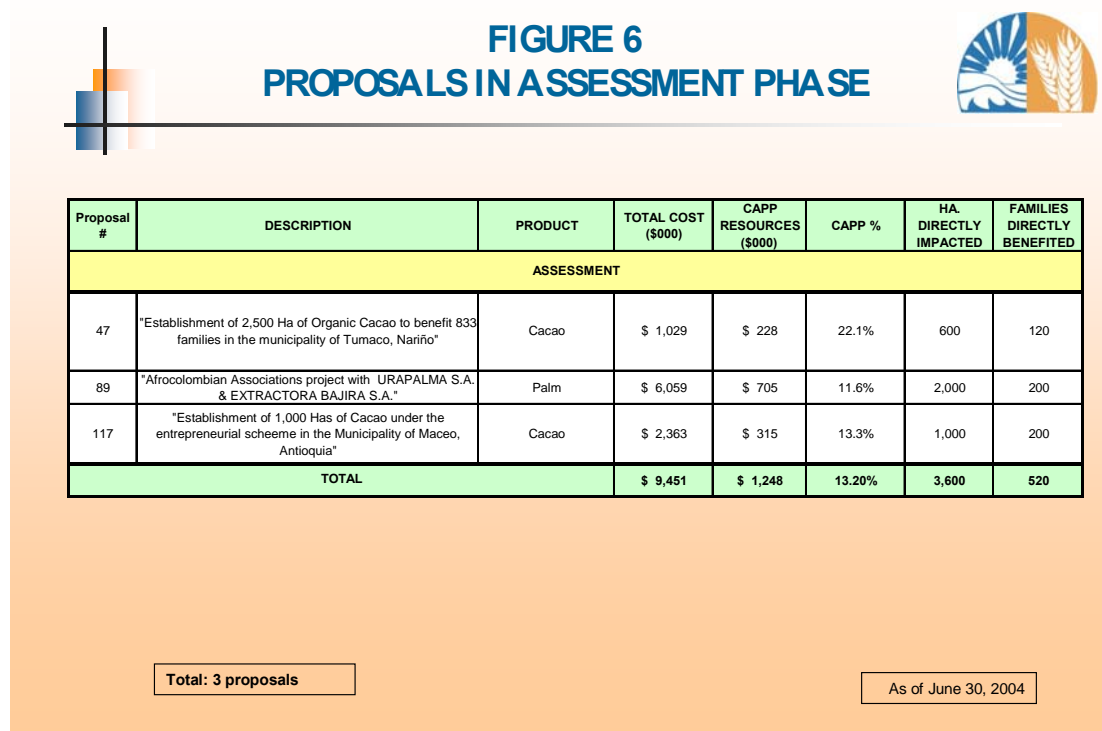 FIGURE 6
PROPOSALS IN ASSESSMENT PHASE
Proposal # DESCRIPTION PRODUCT TOTAL COST ($000) CAPP RESOURCES ($000) CAPP % HA. DIRECTLY IMPACTED FAMILIES DIRECTLY BENEFITED
ASSESSMENT
47 "Establishment of 2,500 Ha of Organic Cacao to benefit 833 families in the municipality of Tumaco, Nariño" Cacao $ 1,029 $ 228 22.1% 600 120
89 "Afrocolombian Associations project with URAPALMA S.A. & EXTRACTORA BAJIRA S.A." Palm $ 6,059 $ 705 11.6% 2,000 200
117 "Establishment of 1,000 Has of Cacao under the entrepreneurial scheeme in the Municipality of Maceo, Antioquia" Cacao $ 2,363 $ 315 13.3% 1,000 200
TOTAL $ 9,451 $ 1,248 13.20% 3,600 520
Total: 3 proposals
As of June 30, 2004